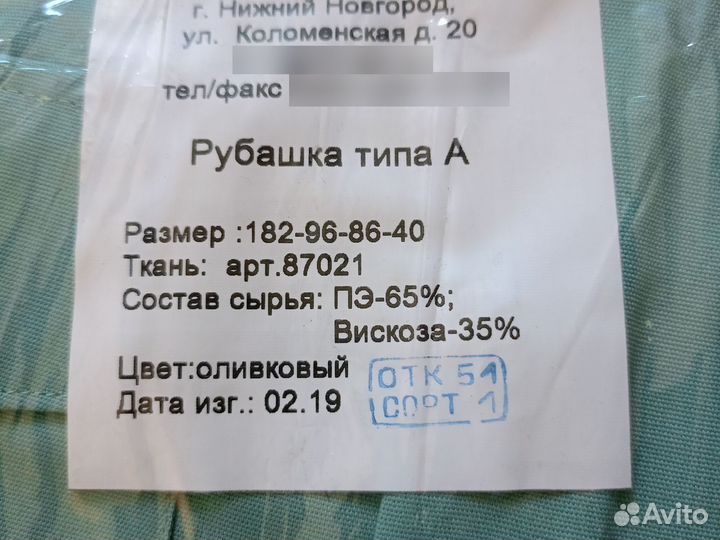 г. Нижний Новгород,
ул. Коломенская д. 20
тел/факс
Рубашка типа А
Размер :182-96-86-40
Ткань: арт.87021
Состав сырья: ПЭ-65%;
Вискоза-35%
Цвет:оливковый
Дата изг.: 02.19
ОТК 51
СОРТ 1
Avito